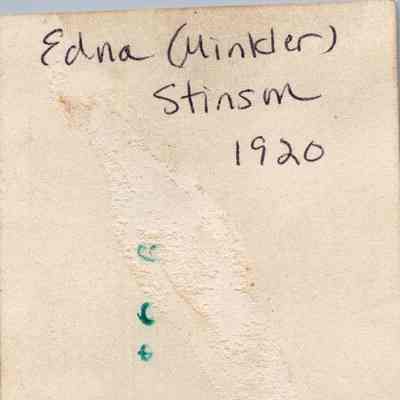 Edna (Minkler)
Stinson
1920